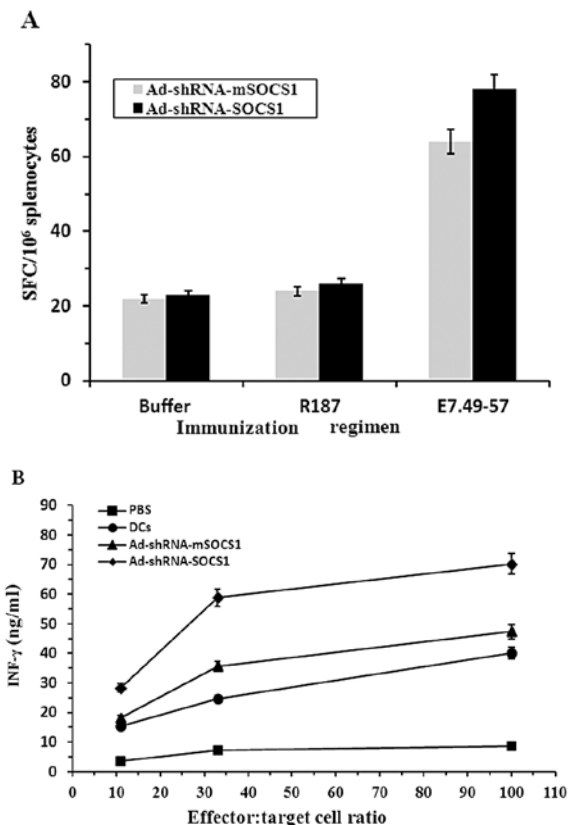 A
Ad-shRNA-mSOCS1
Ad-shRNA-SOCS1
SFC/10⁶ splenocytes
80
60
40
20
0
Buffer
R187
E7.49-57
Immunization regimen
B
PBS
DCs
Ad-shRNA-mSOCS1
Ad-shRNA-SOCS1
INF-γ (ng/ml)
90
80
70
60
50
40
30
20
10
0
0 10 20 30 40 50 60 70 80 90 100 110
Effector:target cell ratio